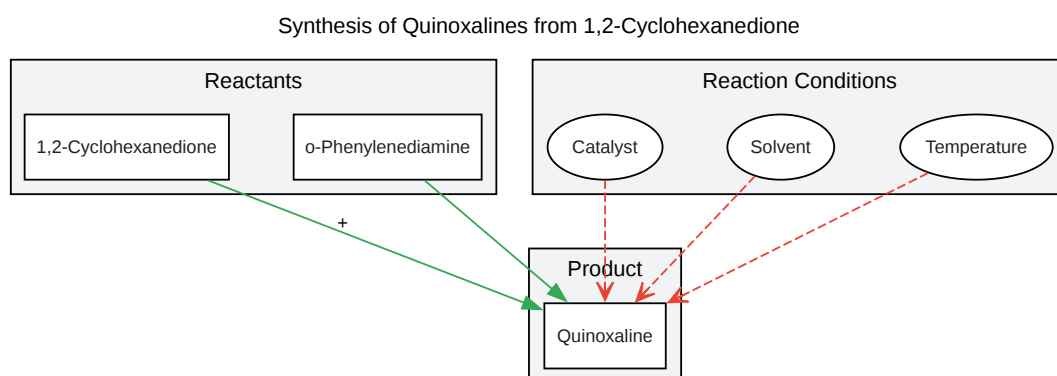 Synthesis of Quinoxalines from 1,2-Cyclohexanedione
Reactants
Reaction Conditions
1,2-Cyclohexanedione
o-Phenylenediamine
Catalyst
Solvent
Temperature
+
Product
Quinoxaline